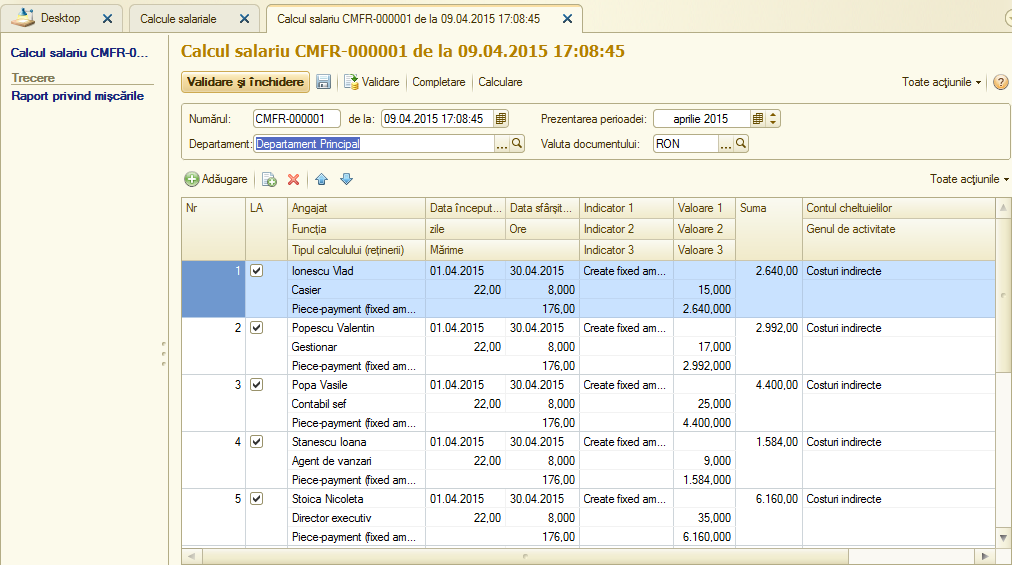 Desktop
Calcule salariale
Calcul salariu CMFR-000001 de la 09.04.2015 17:08:45
Calcul salariu CMFR-0...
Trecere
Raport privind mișcările
Calcul salariu CMFR-000001 de la 09.04.2015 17:08:45
Validare și închidere Validare Completare Calculare Toate acțiunile
Numărul: CMFR-000001 de la: 09.04.2015 17:08:45 Prezentarea perioadei: aprilie 2015
Departament: Departament Principal ... Valuta documentului: RON ...
Adăugare Toate acțiunile
Nr LA Angajat Data început... Data sfârșit... Indicator 1 Valoare 1 Suma Contul cheltuielilor
Funcția zile Ore Indicator 2 Valoare 2 Genul de activitate
Tipul calculului (reținerii) Mărime Indicator 3 Valoare 3
1 Ionescu Vlad 01.04.2015 30.04.2015 Create fixed am... 2.640,00 Costuri indirecte
Casier 22,00 8,000 15,000
Piece-payment (fixed am... 176,00 2.640,000
2 Popescu Valentin 01.04.2015 30.04.2015 Create fixed am... 2.992,00 Costuri indirecte
Gestionar 22,00 8,000 17,000
Piece-payment (fixed am... 176,00 2.992,000
3 Popa Vasile 01.04.2015 30.04.2015 Create fixed am... 4.400,00 Costuri indirecte
Contabil sef 22,00 8,000 25,000
Piece-payment (fixed am... 176,00 4.400,000
4 Stanescu Ioana 01.04.2015 30.04.2015 Create fixed am... 1.584,00 Costuri indirecte
Agent de vanzari 22,00 8,000 9,000
Piece-payment (fixed am... 176,00 1.584,000
5 Stoica Nicoleta 01.04.2015 30.04.2015 Create fixed am... 6.160,00 Costuri indirecte
Director executiv 22,00 8,000 35,000
Piece-payment (fixed am... 176,00 6.160,000